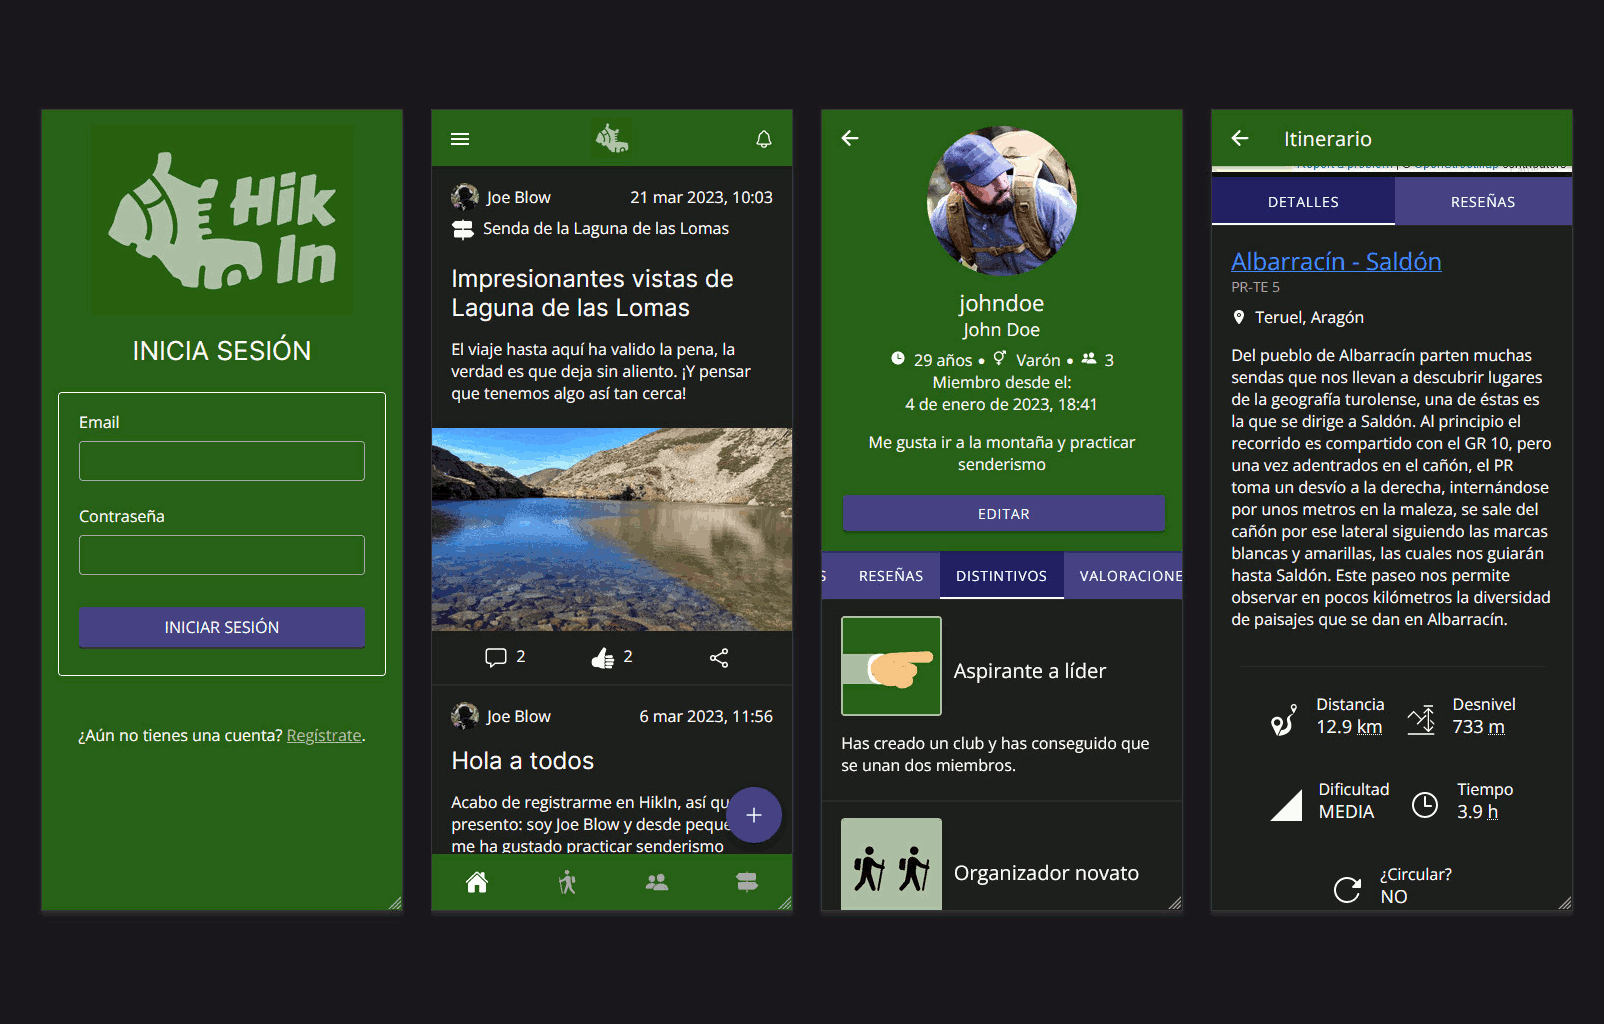 Hik
In
INICIA SESIÓN
Email
Contraseña
INICIAR SESIÓN
¿Aún no tienes una cuenta? Regístrate.
Hik
In
Joe Blow 21 mar 2023, 10:03
Senda de la Laguna de las Lomas
Impresionantes vistas de
Laguna de las Lomas
El viaje hasta aquí ha valido la pena, la
verdad es que deja sin aliento. ¡Y pensar
que tenemos algo así tan cerca!
2 2
Joe Blow 6 mar 2023, 11:56
Hola a todos
Acabo de registrarme en HikIn, así qu
presento: soy Joe Blow y desde peque
me ha gustado practicar senderismo
+
johndoe
John Doe
29 años • Varón • 3
Miembro desde el:
4 de enero de 2023, 18:41
Me gusta ir a la montaña y practicar
senderismo
EDITAR
S RESEÑAS DISTINTIVOS VALORACIONE
Aspirante a líder
Has creado un club y has conseguido que
se unan dos miembros.
Organizador novato
Itinerario
Report a problem | © OpenStreetMap contributors
DETALLES RESEÑAS
Albarracín - Saldón
PR-TE 5
Teruel, Aragón
Del pueblo de Albarracín parten muchas
sendas que nos llevan a descubrir lugares
de la geografía turolense, una de éstas es
la que se dirige a Saldón. Al principio el
recorrido es compartido con el GR 10, pero
una vez adentrados en el cañón, el PR
toma un desvío a la derecha, internándose
por unos metros en la maleza, se sale del
cañón por ese lateral siguiendo las marcas
blancas y amarillas, las cuales nos guiarán
hasta Saldón. Este paseo nos permite
observar en pocos kilómetros la diversidad
de paisajes que se dan en Albarracín.
Distancia
12.9 km
Desnivel
733 m
Dificultad
MEDIA
Tiempo
3.9 h
¿Circular?
NO